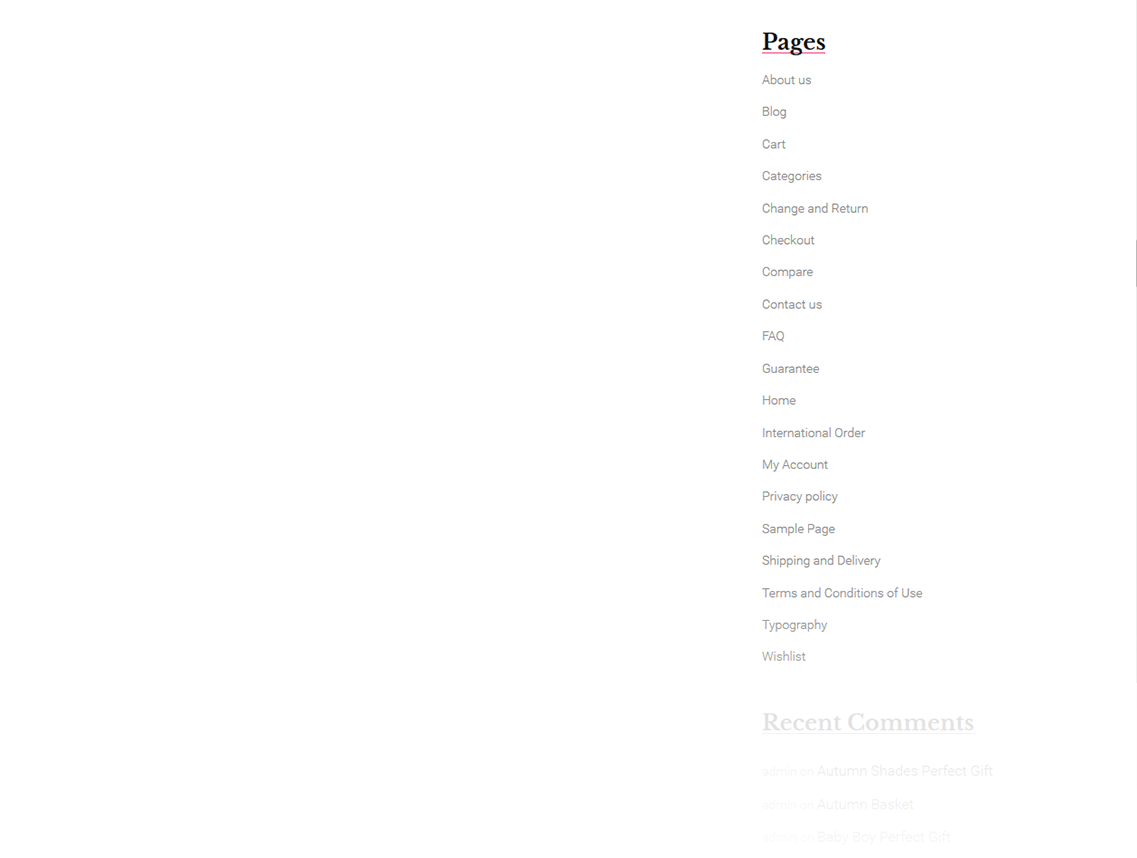 Pages
About us
Blog
Cart
Categories
Change and Return
Checkout
Compare
Contact us
FAQ
Guarantee
Home
International Order
My Account
Privacy policy
Sample Page
Shipping and Delivery
Terms and Conditions of Use
Typography
Wishlist
Recent Comments
admin on Autumn Shades Perfect Gift
admin on Autumn Basket
admin on Baby Boy Perfect Gift